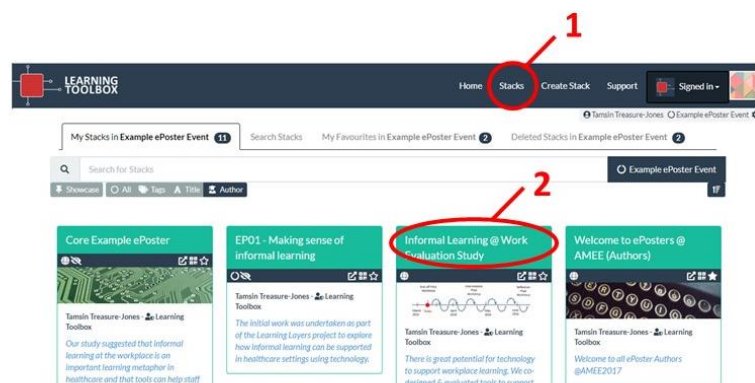 1
LEARNING
TOOLBOX
Home Stacks Create Stack Support Signed in
Tamsin Treasure-Jones Example ePoster Event
My Stacks in Example ePoster Event 11 Search Stacks My Favourites in Example ePoster Event 2 Deleted Stacks in Example ePoster Event 2
Search for Stacks Example ePoster Event
Showcase All Tags A Title Author
2
Core Example ePoster
Tamsin Treasure-Jones - Learning
Toolbox
Our study suggested that informal
learning at the workplace is an
important learning metaphor in
healthcare and that tools can help staff
EP01 - Making sense of
informal learning
Tamsin Treasure-Jones - Learning
Toolbox
The initial work was undertaken as part
of the Learning Layers project to explore
how informal learning can be supported
in healthcare settings using technology.
Informal Learning @ Work
Evaluation Study
Tamsin Treasure-Jones - Learning
Toolbox
There is great potential for technology
to support workplace learning. We co-
designed & evaluated tools to support
Welcome to ePosters @
AMEE (Authors)
Tamsin Treasure-Jones - Learning
Toolbox
Welcome to all ePoster Authors
@AMEE2017